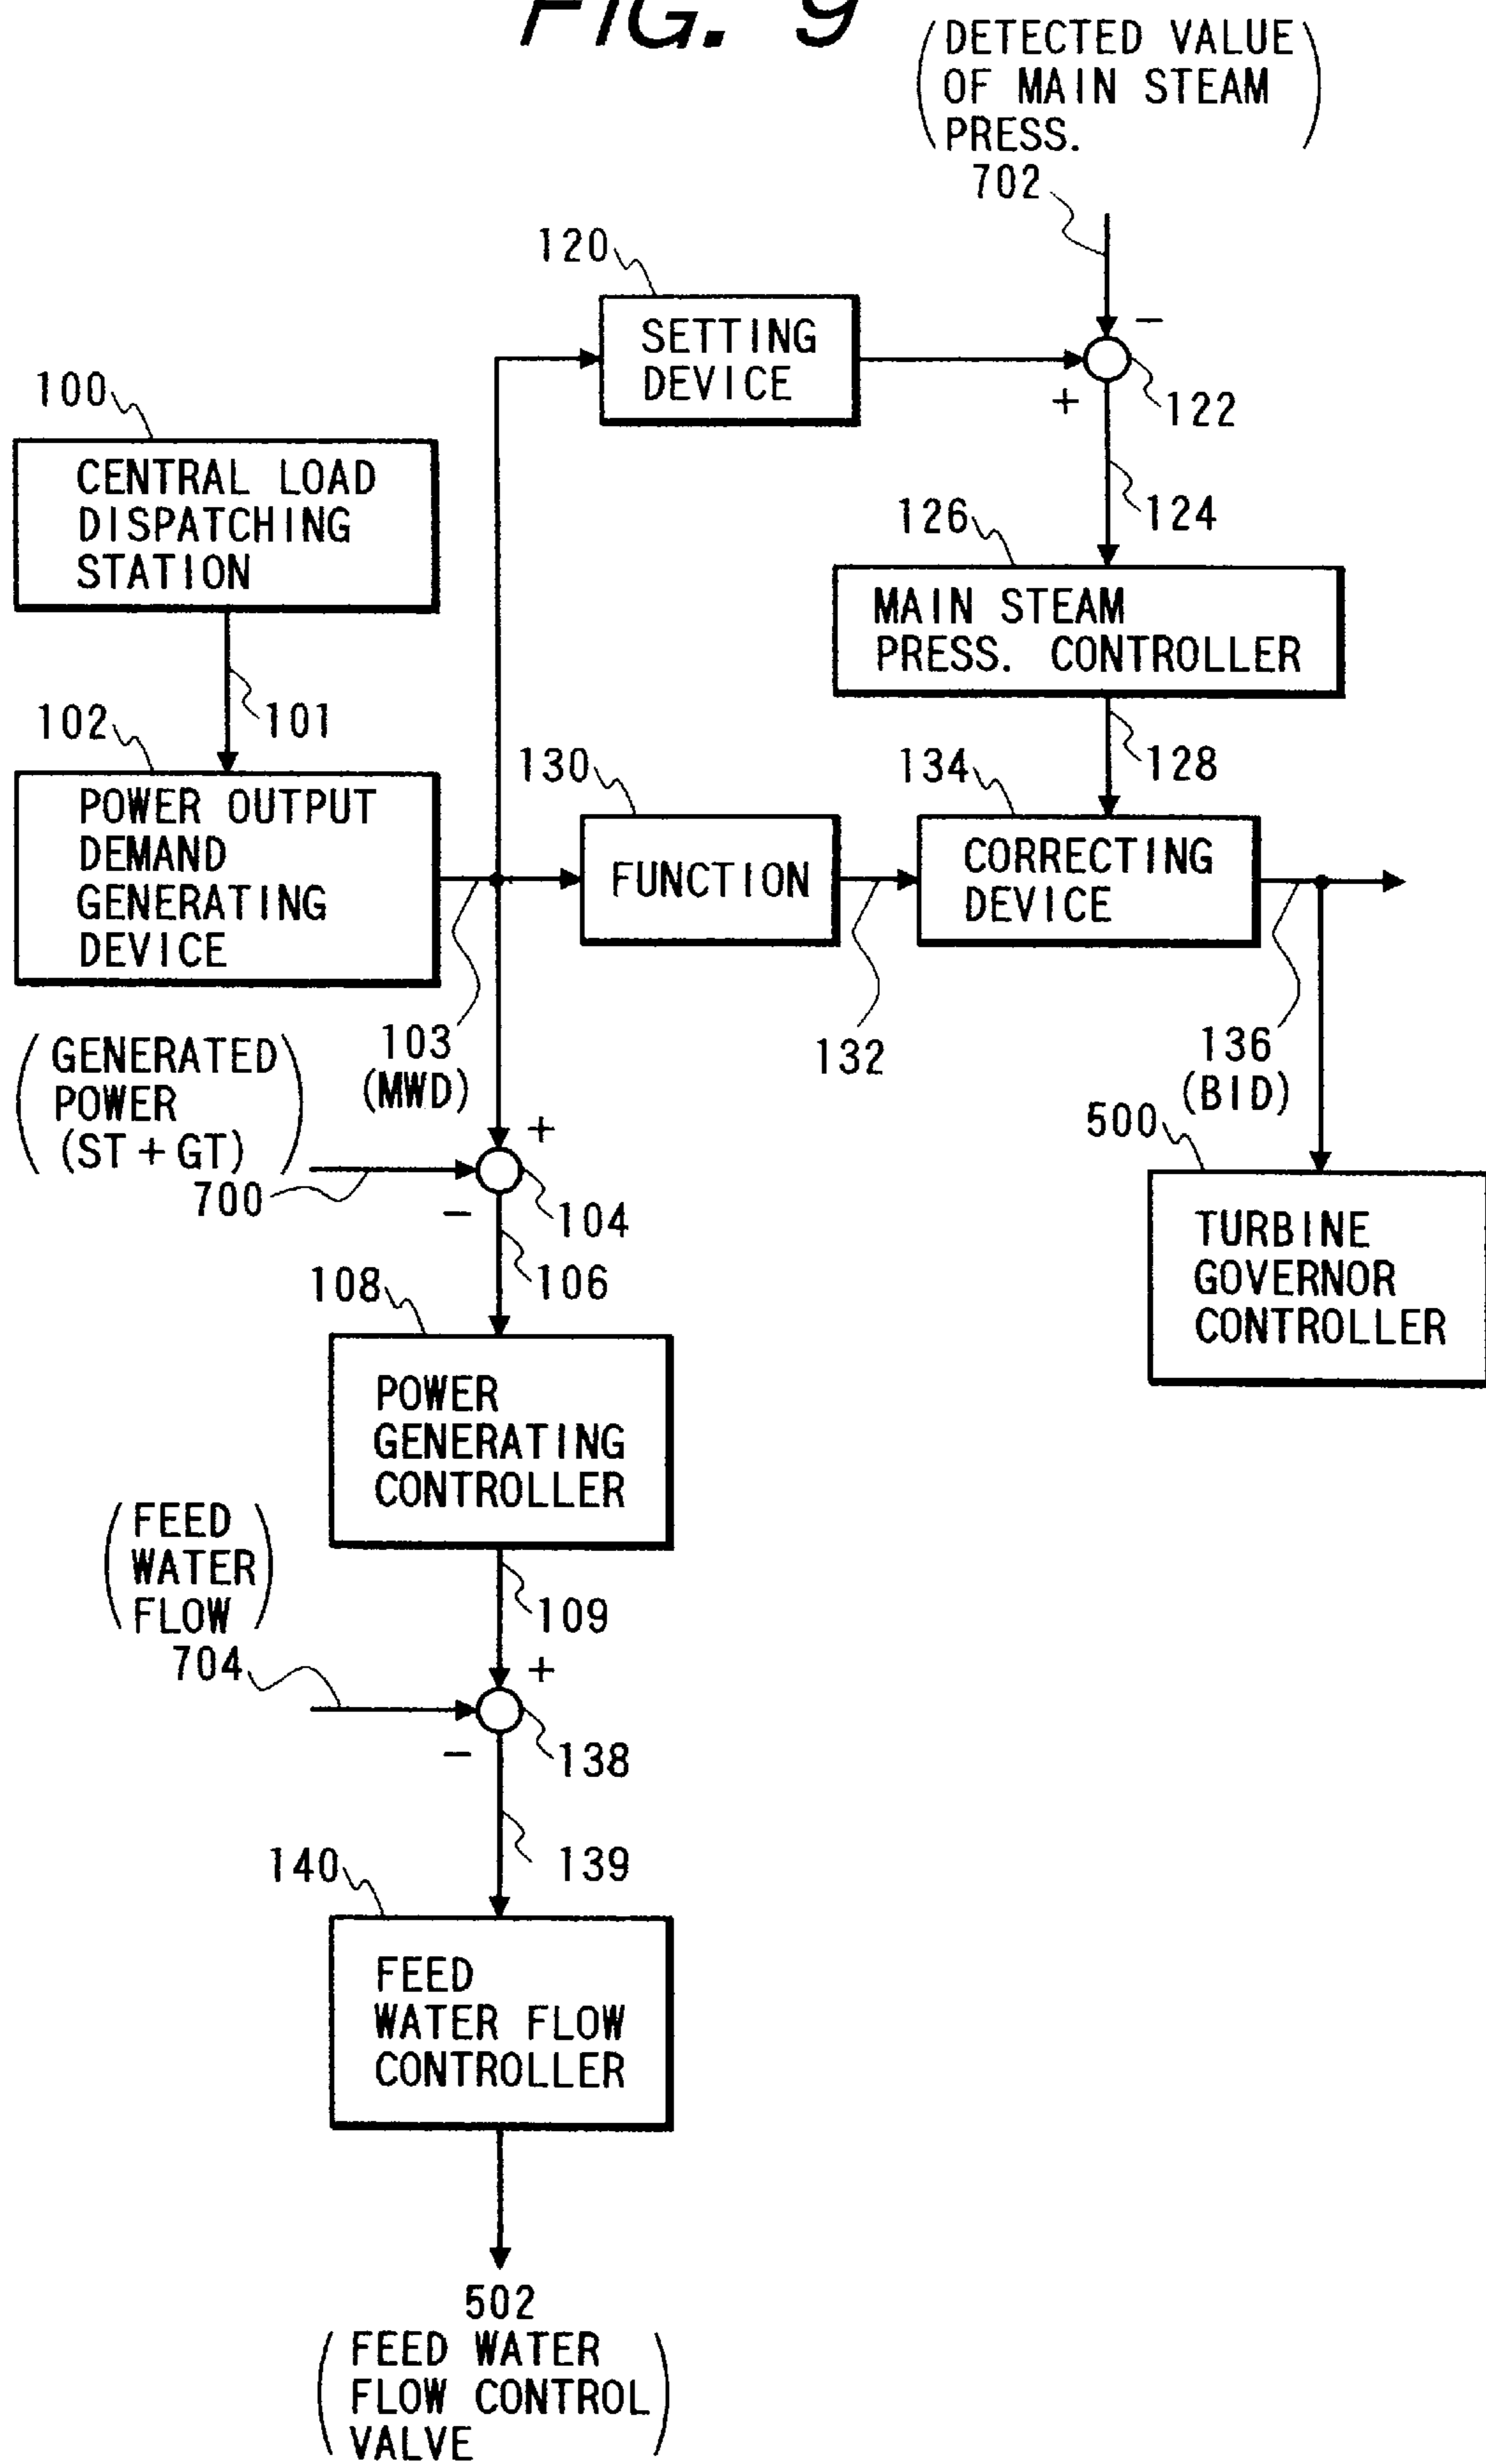 FIG. 9
(DETECTED VALUE
OF MAIN STEAM
PRESS.)
702
120
SETTING
DEVICE
−
+
122
100
CENTRAL LOAD
DISPATCHING
STATION
124
126
MAIN STEAM
PRESS. CONTROLLER
101
102
POWER OUTPUT
DEMAND
GENERATING
DEVICE
128
130
FUNCTION
134
CORRECTING
DEVICE
103
(MWD)
132
136
(BID)
(GENERATED
POWER
(ST+GT))
700
+
−
104
106
500
TURBINE
GOVERNOR
CONTROLLER
108
POWER
GENERATING
CONTROLLER
(FEED
WATER
FLOW)
704
109
+
−
138
139
140
FEED
WATER FLOW
CONTROLLER
502
(FEED WATER
FLOW CONTROL
VALVE)